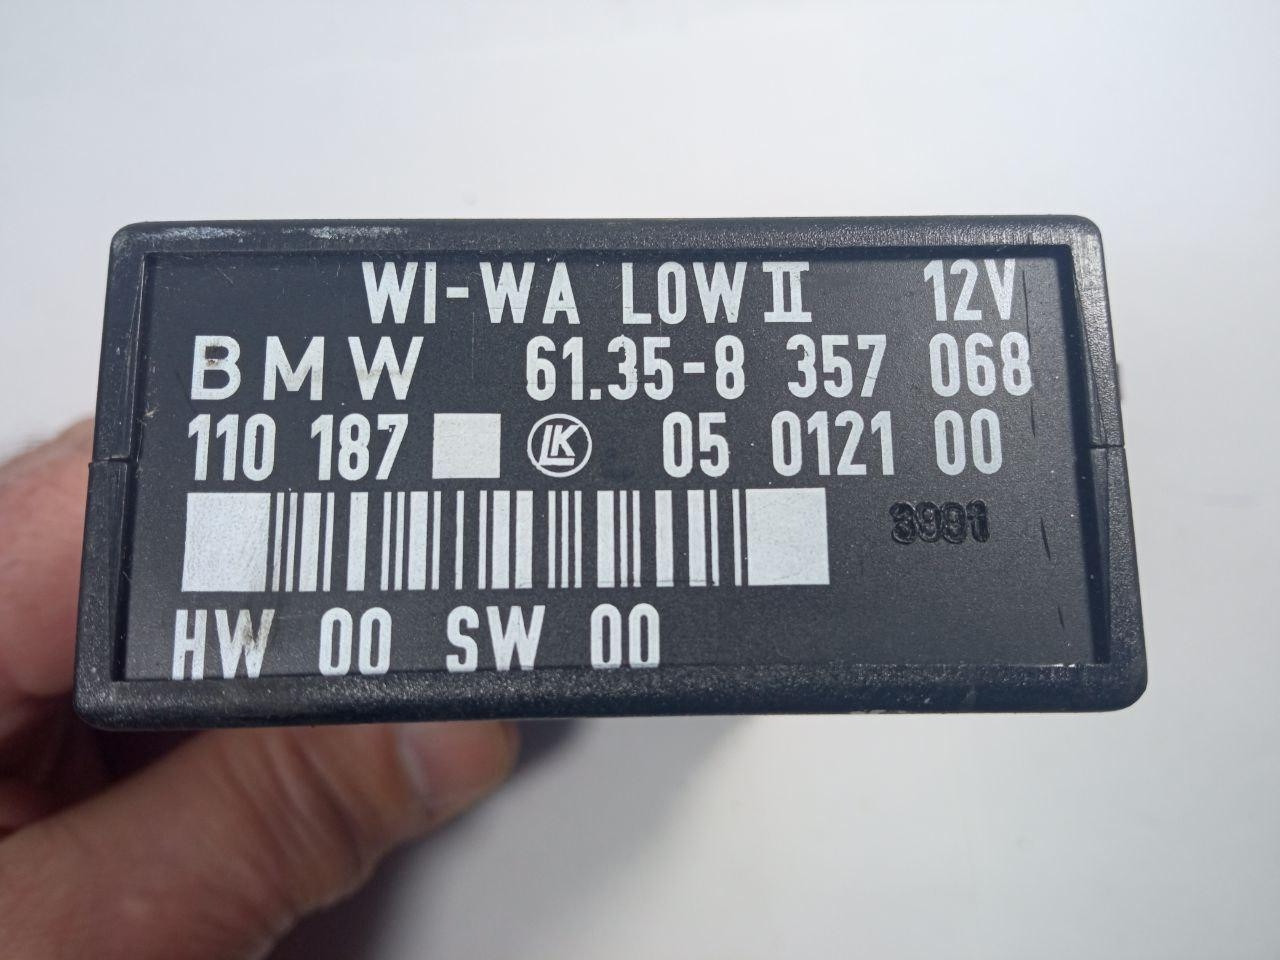 WI-WA LOW II 12V
BMW 61.35-8 357 068
110 187 LK 05 0121 00
3991
HW 00 SW 00